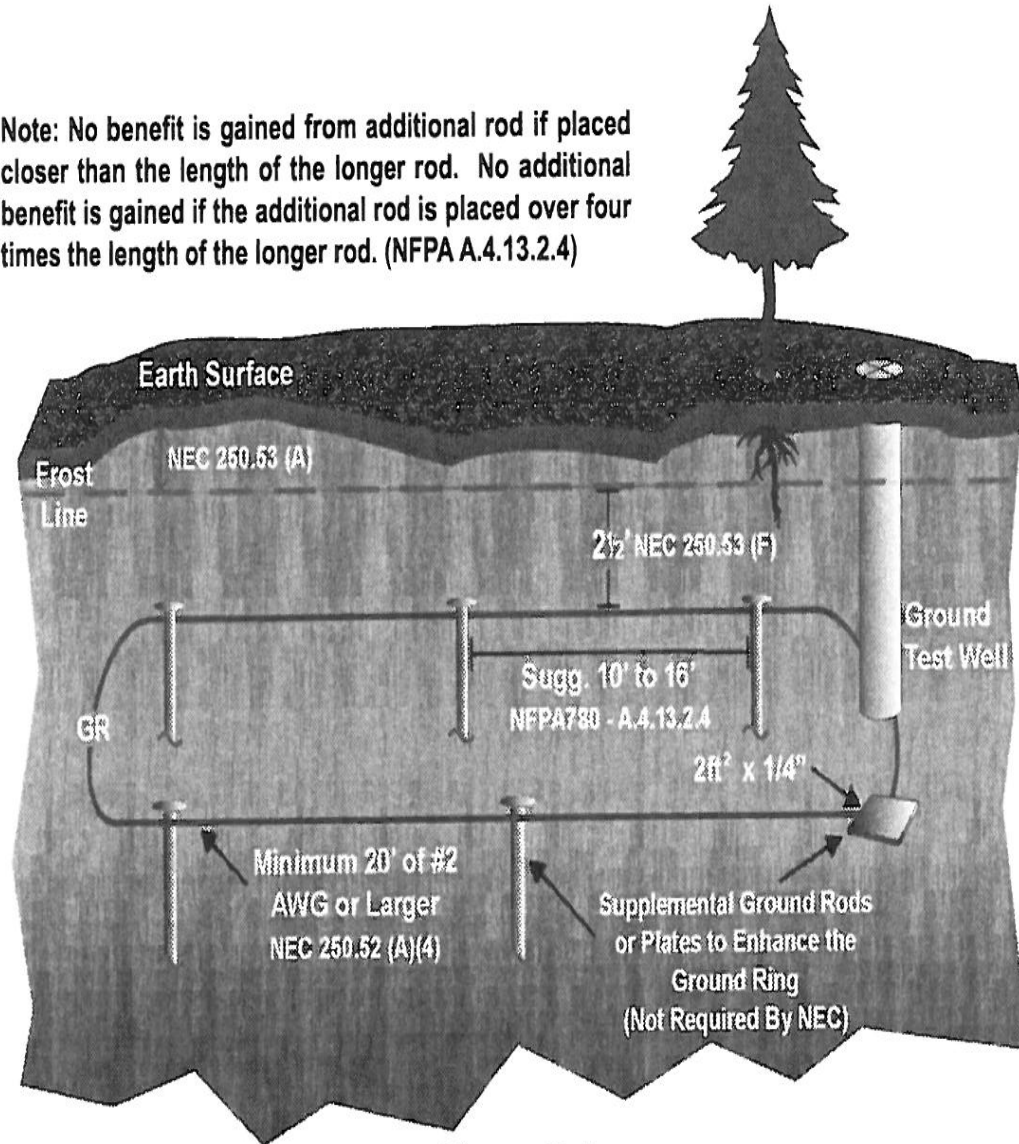 Note: No benefit is gained from additional rod if placed
closer than the length of the longer rod. No additional
benefit is gained if the additional rod is placed over four
times the length of the longer rod. (NFPA A.4.13.2.4)
Earth Surface
NEC 250.53 (A)
Frost
Line
2½' NEC 250.53 (F)
Ground
Test Well
Sugg. 10' to 16'
NFPA780 - A.4.13.2.4
GR
2ft² x 1/4"
Minimum 20' of #2
AWG or Larger
NEC 250.52 (A)(4)
Supplemental Ground Rods
or Plates to Enhance the
Ground Ring
(Not Required By NEC)